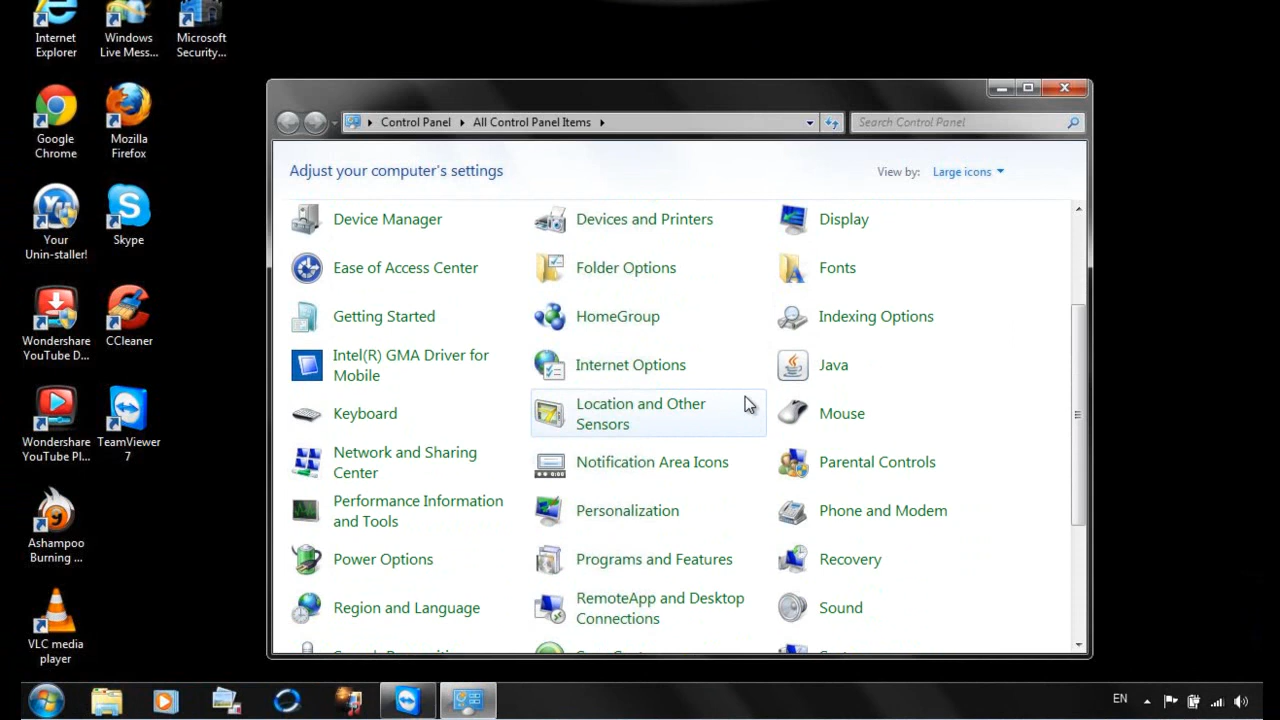 Internet
Explorer
Windows
Live Mess...
Microsoft
Security...
Google
Chrome
Mozilla
Firefox
Your
Unin-staller!
Skype
Wondershare
YouTube D...
CCleaner
Wondershare
YouTube Pl...
TeamViewer
7
Ashampoo
Burning ...
VLC media
player
Control Panel
All Control Panel Items
Search Control Panel
Adjust your computer's settings
View by:
Large icons
Device Manager
Devices and Printers
Display
Ease of Access Center
Folder Options
Fonts
Getting Started
HomeGroup
Indexing Options
Intel(R) GMA Driver for
Mobile
Internet Options
Java
Keyboard
Location and Other
Sensors
Mouse
Network and Sharing
Center
Notification Area Icons
Parental Controls
Performance Information
and Tools
Personalization
Phone and Modem
Power Options
Programs and Features
Recovery
Region and Language
RemoteApp and Desktop
Connections
Sound
EN